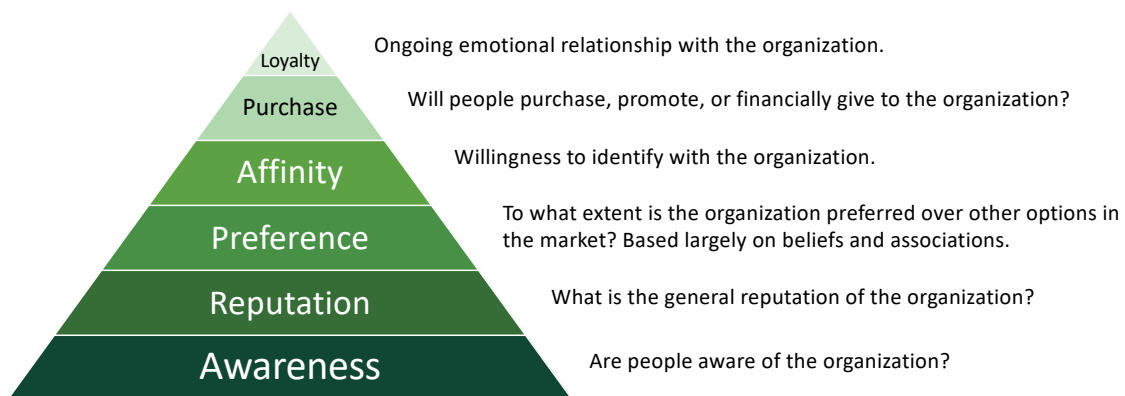 Loyalty
Ongoing emotional relationship with the organization.
Purchase
Will people purchase, promote, or financially give to the organization?
Affinity
Willingness to identify with the organization.
Preference
To what extent is the organization preferred over other options in
the market? Based largely on beliefs and associations.
Reputation
What is the general reputation of the organization?
Awareness
Are people aware of the organization?